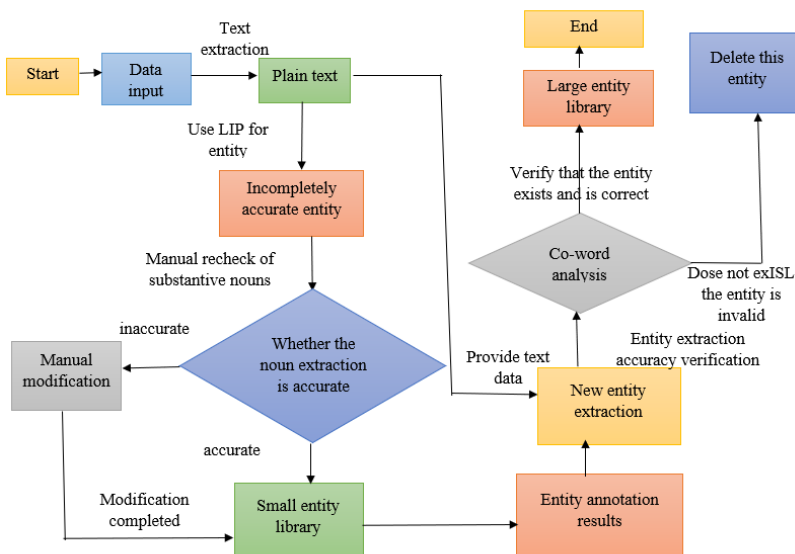 Start
Data
input
Text
extraction
Plain text
Use LIP for
entity
Incompletely
accurate entity
Manual recheck of
substantive nouns
Whether the
noun extraction
is accurate
inaccurate
Manual
modification
accurate
Modification
completed
Small entity
library
Entity annotation
results
Provide text
data
New entity
extraction
Entity extraction
accuracy verification
Co-word
analysis
Verify that the entity
exists and is correct
Large entity
library
End
Dose not exISL
the entity is
invalid
Delete this
entity